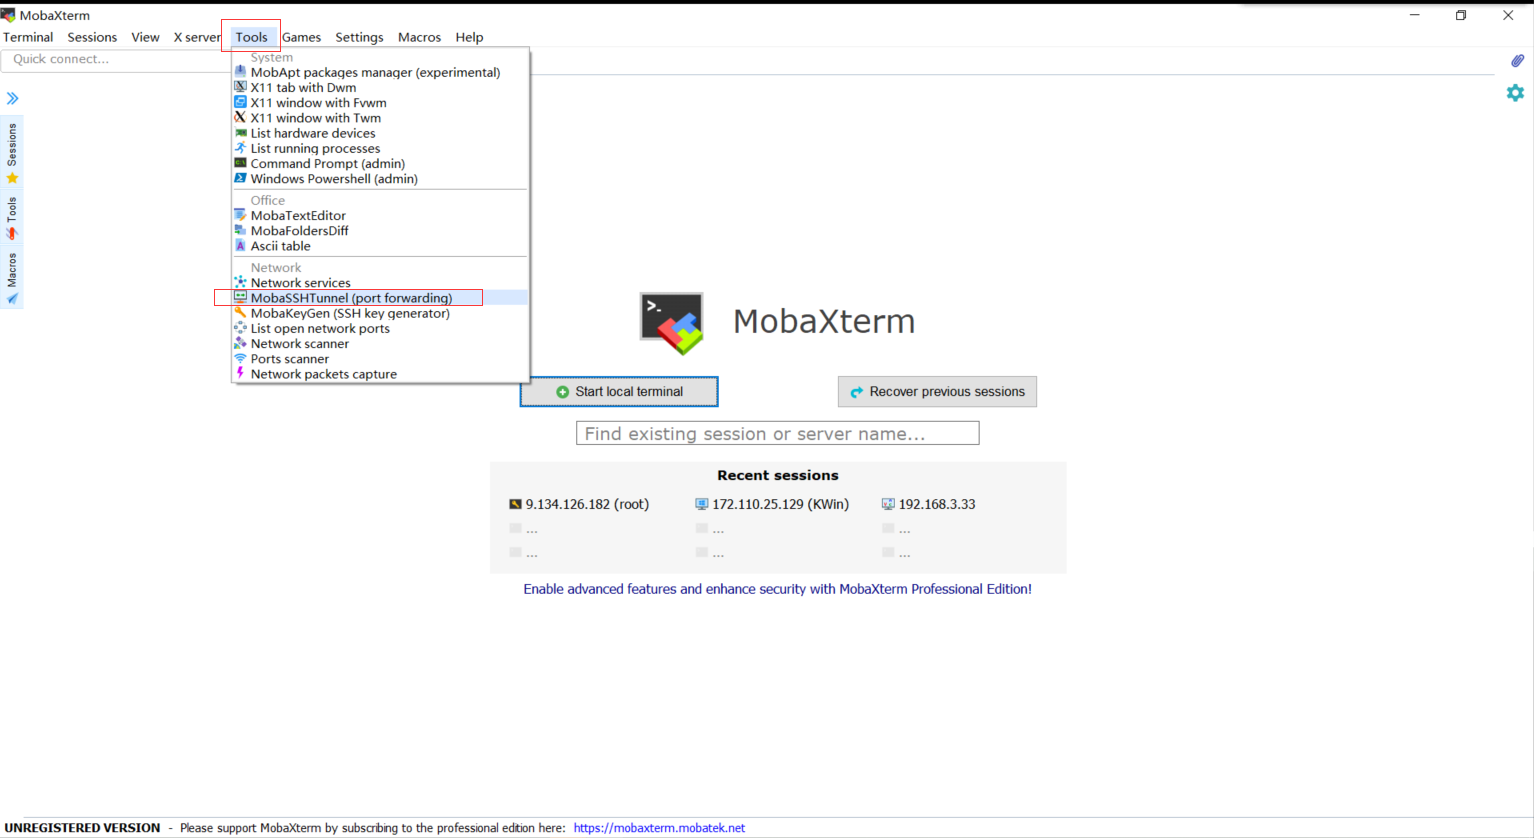 MobaXterm
Terminal Sessions View X server Tools Games Settings Macros Help
Quick connect...
System
MobApt packages manager (experimental)
X11 tab with Dwm
X11 window with Fvwm
X11 window with Twm
List hardware devices
List running processes
Command Prompt (admin)
Windows Powershell (admin)
Office
MobaTextEditor
MobaFoldersDiff
Ascii table
Network
Network services
MobaSSHTunnel (port forwarding)
MobaKeyGen (SSH key generator)
List open network ports
Network scanner
Ports scanner
Network packets capture
Sessions
Tools
Macros
MobaXterm
Start local terminal
Recover previous sessions
Find existing session or server name...
Recent sessions
9.134.126.182 (root) 172.110.25.129 (KWin) 192.168.3.33
... ... ...
... ... ...
Enable advanced features and enhance security with MobaXterm Professional Edition!
UNREGISTERED VERSION - Please support MobaXterm by subscribing to the professional edition here: https://mobaxterm.mobatek.net